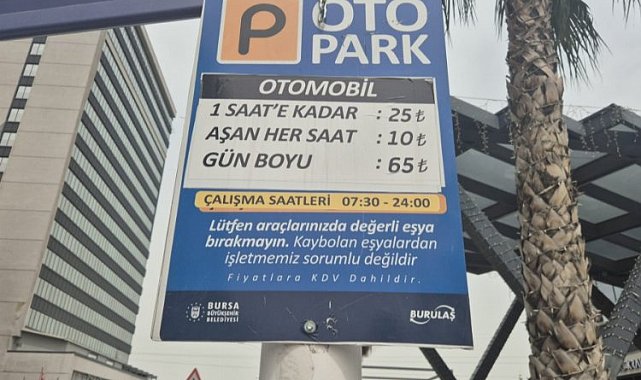 P OTO
PARK
OTOMOBİL
1 SAAT'E KADAR : 25 ₺
AŞAN HER SAAT : 10 ₺
GÜN BOYU : 65 ₺
ÇALIŞMA SAATLERİ 07:30 - 24:00
Lütfen araçlarınızda değerli eşya
bırakmayın. Kaybolan eşyalardan
işletmemiz sorumlu değildir
Fiyatlara KDV Dahildir.
BURSA
BÜYÜKŞEHİR
BELEDİYESİ
BURULAŞ